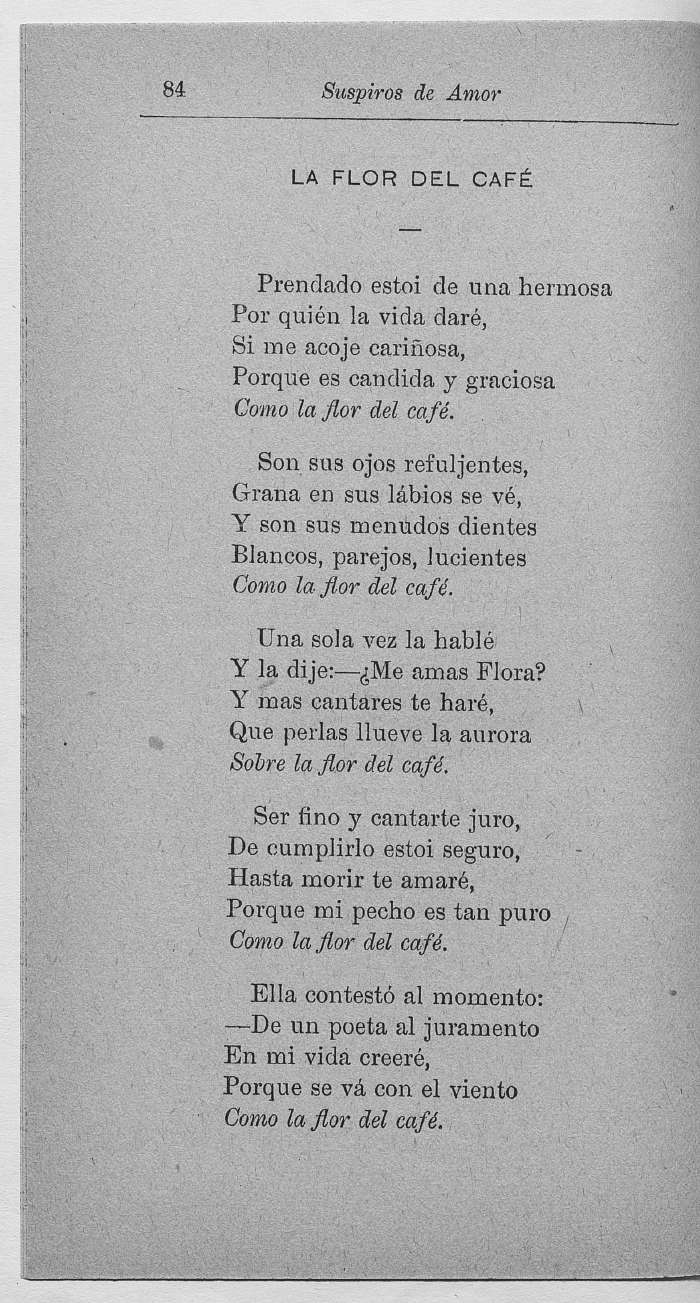 84 Suspiros de Amor
LA FLOR DEL CAFÉ
—
Prendado estoi de una hermosa
Por quién la vida daré,
Si me acoje cariñosa,
Porque es candida y graciosa
Como la flor del café.
Son sus ojos refuljentes,
Grana en sus lábios se vé,
Y son sus menudos dientes
Blancos, parejos, lucientes
Como la flor del café.
Una sola vez la hablé
Y la dije:—¿Me amas Flora?
Y mas cantares te haré,
Que perlas llueve la aurora
Sobre la flor del café.
Ser fino y cantarte juro,
De cumplirlo estoi seguro,
Hasta morir te amaré,
Porque mi pecho es tan puro
Como la flor del café.
Ella contestó al momento:
—De un poeta al juramento
En mi vida creeré,
Porque se vá con el viento
Como la flor del café.